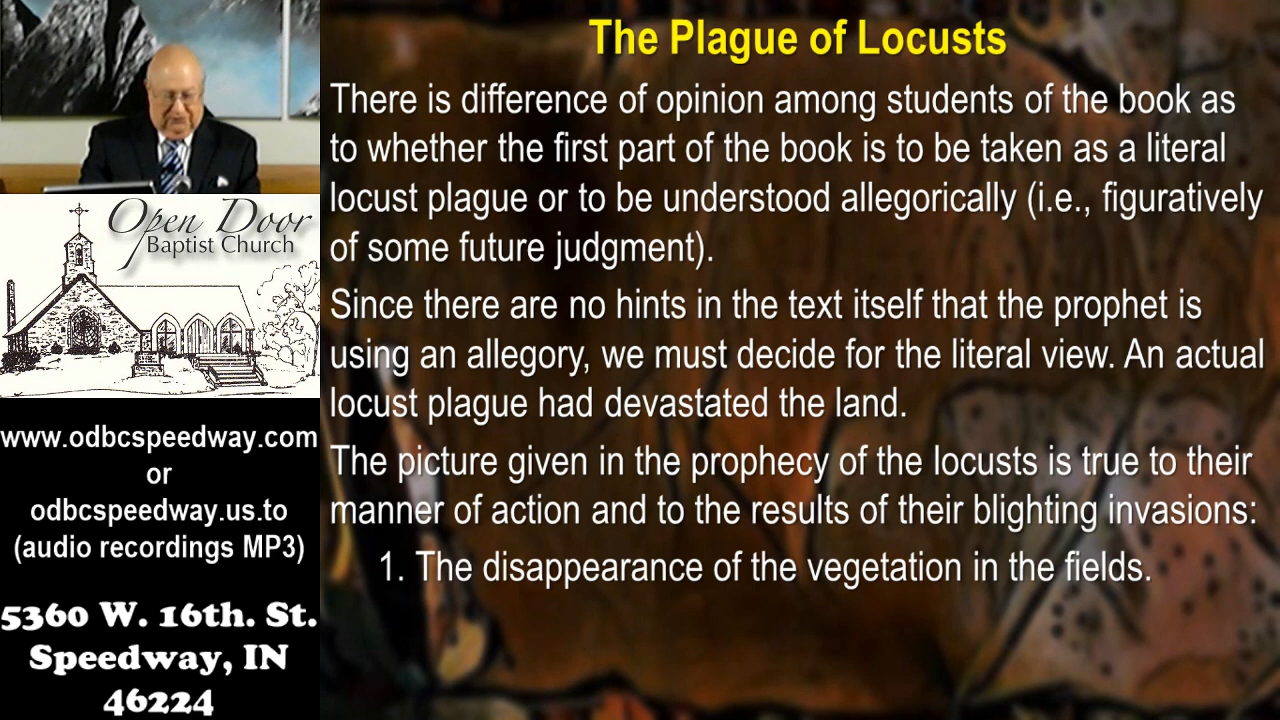 The Plague of Locusts
There is difference of opinion among students of the book as
to whether the first part of the book is to be taken as a literal
locust plague or to be understood allegorically (i.e., figuratively
of some future judgment).
Since there are no hints in the text itself that the prophet is
using an allegory, we must decide for the literal view. An actual
locust plague had devastated the land.
The picture given in the prophecy of the locusts is true to their
manner of action and to the results of their blighting invasions:
1. The disappearance of the vegetation in the fields.
Open Door
Baptist Church
www.odbcspeedway.com
or
odbcspeedway.us.to
(audio recordings MP3)
5360 W. 16th. St.
Speedway, IN
46224